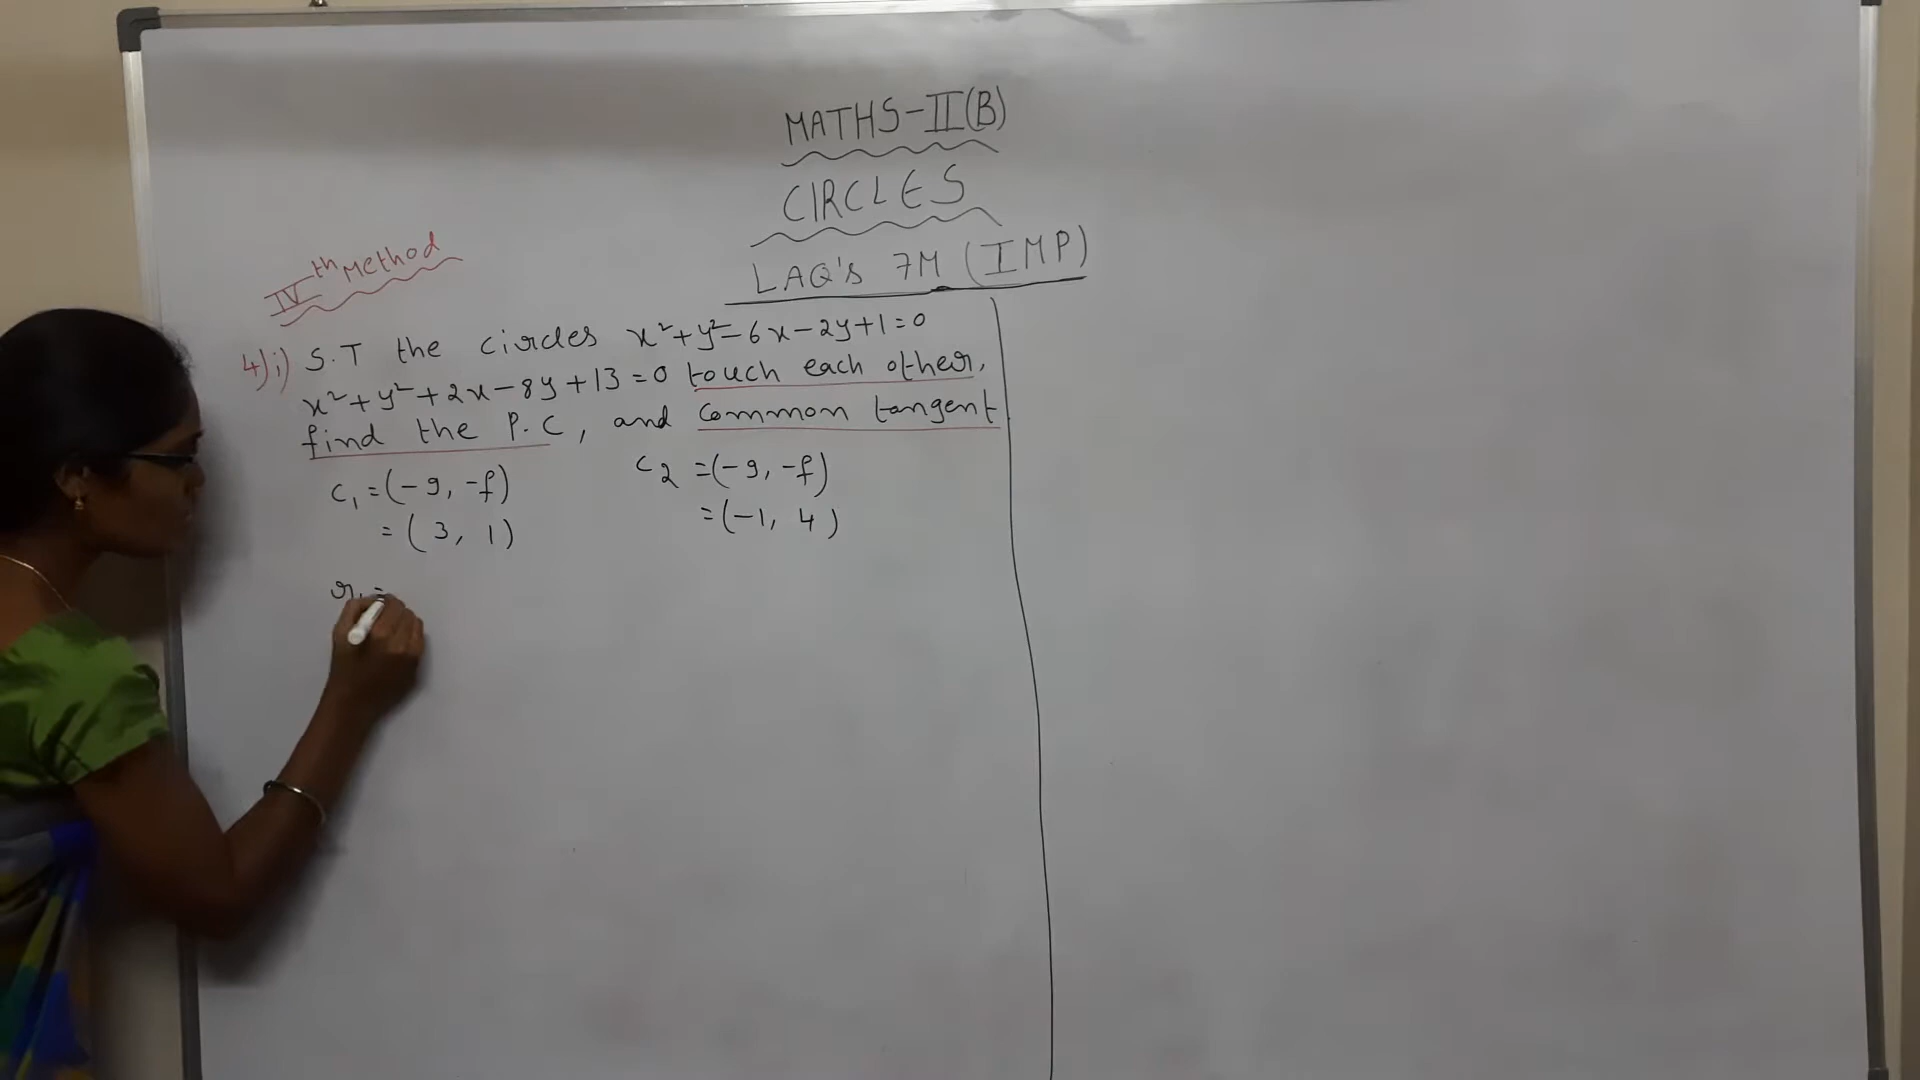 MATHS-II(B)
CIRCLES
LAQ's 7M (IMP)
IVth Method
4) i) S.T the circles x²+y²-6x-2y+1=0
x²+y²+2x-8y+13=0 touch each other,
find the P.C, and common tangent
c₁ =(-g, -f)
= (3, 1)
c₂ =(-g, -f)
=(-1, 4)
r₁ =